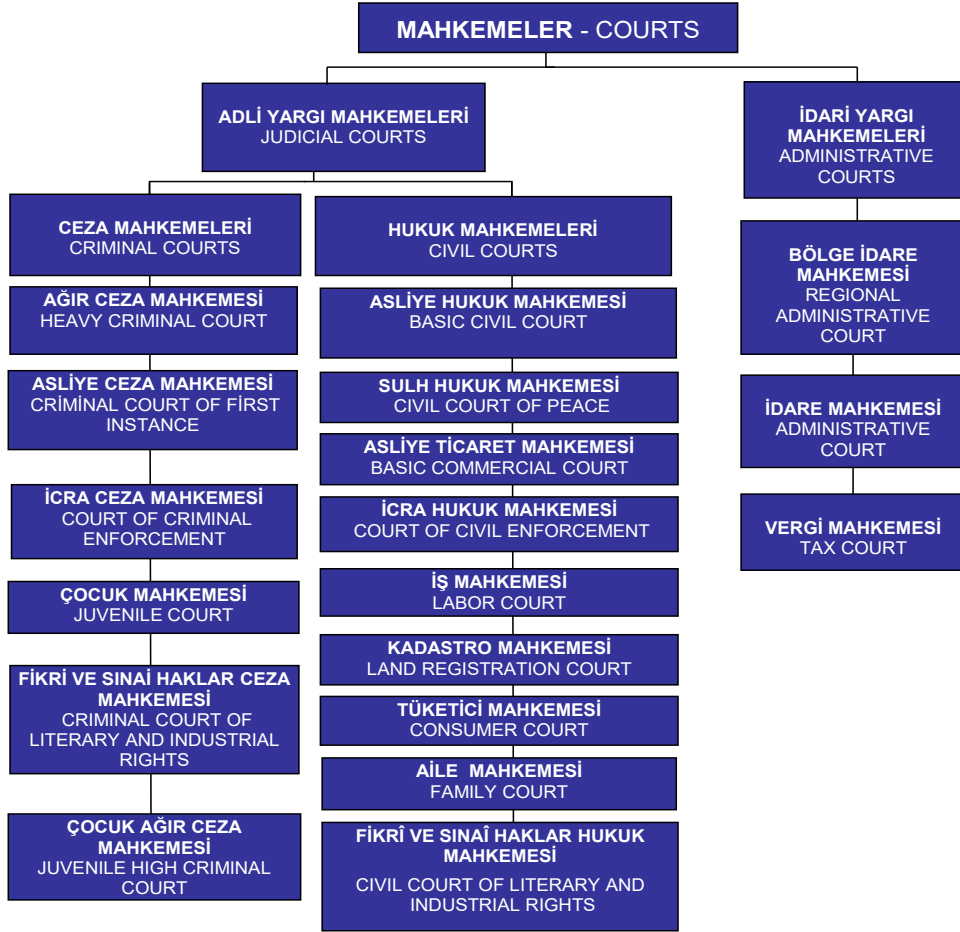 MAHKEMELER - COURTS
ADLİ YARGI MAHKEMELERİ
JUDICIAL COURTS
CEZA MAHKEMELERİ
CRIMINAL COURTS
AĞIR CEZA MAHKEMESİ
HEAVY CRIMINAL COURT
ASLİYE CEZA MAHKEMESİ
CRİMINAL COURT OF FİRST
INSTANCE
İCRA CEZA MAHKEMESİ
COURT OF CRIMINAL
ENFORCEMENT
ÇOCUK MAHKEMESİ
JUVENILE COURT
FİKRİ VE SINAİ HAKLAR CEZA
MAHKEMESİ
CRIMINAL COURT OF
LITERARY AND INDUSTRIAL
RIGHTS
ÇOCUK AĞIR CEZA
MAHKEMESİ
JUVENILE HIGH CRIMINAL
COURT
HUKUK MAHKEMELERİ
CIVIL COURTS
ASLİYE HUKUK MAHKEMESİ
BASIC CIVIL COURT
SULH HUKUK MAHKEMESİ
CIVIL COURT OF PEACE
ASLİYE TİCARET MAHKEMESİ
BASIC COMMERCIAL COURT
İCRA HUKUK MAHKEMESİ
COURT OF CIVIL ENFORCEMENT
İŞ MAHKEMESİ
LABOR COURT
KADASTRO MAHKEMESİ
LAND REGISTRATION COURT
TÜKETİCİ MAHKEMESİ
CONSUMER COURT
AİLE MAHKEMESİ
FAMILY COURT
FİKRÎ VE SINAÎ HAKLAR HUKUK
MAHKEMESİ
CIVIL COURT OF LITERARY AND
INDUSTRIAL RIGHTS
İDARİ YARGI
MAHKEMELERİ
ADMINISTRATIVE
COURTS
BÖLGE İDARE
MAHKEMESİ
REGIONAL
ADMINISTRATIVE
COURT
İDARE MAHKEMESİ
ADMINISTRATIVE
COURT
VERGİ MAHKEMESİ
TAX COURT